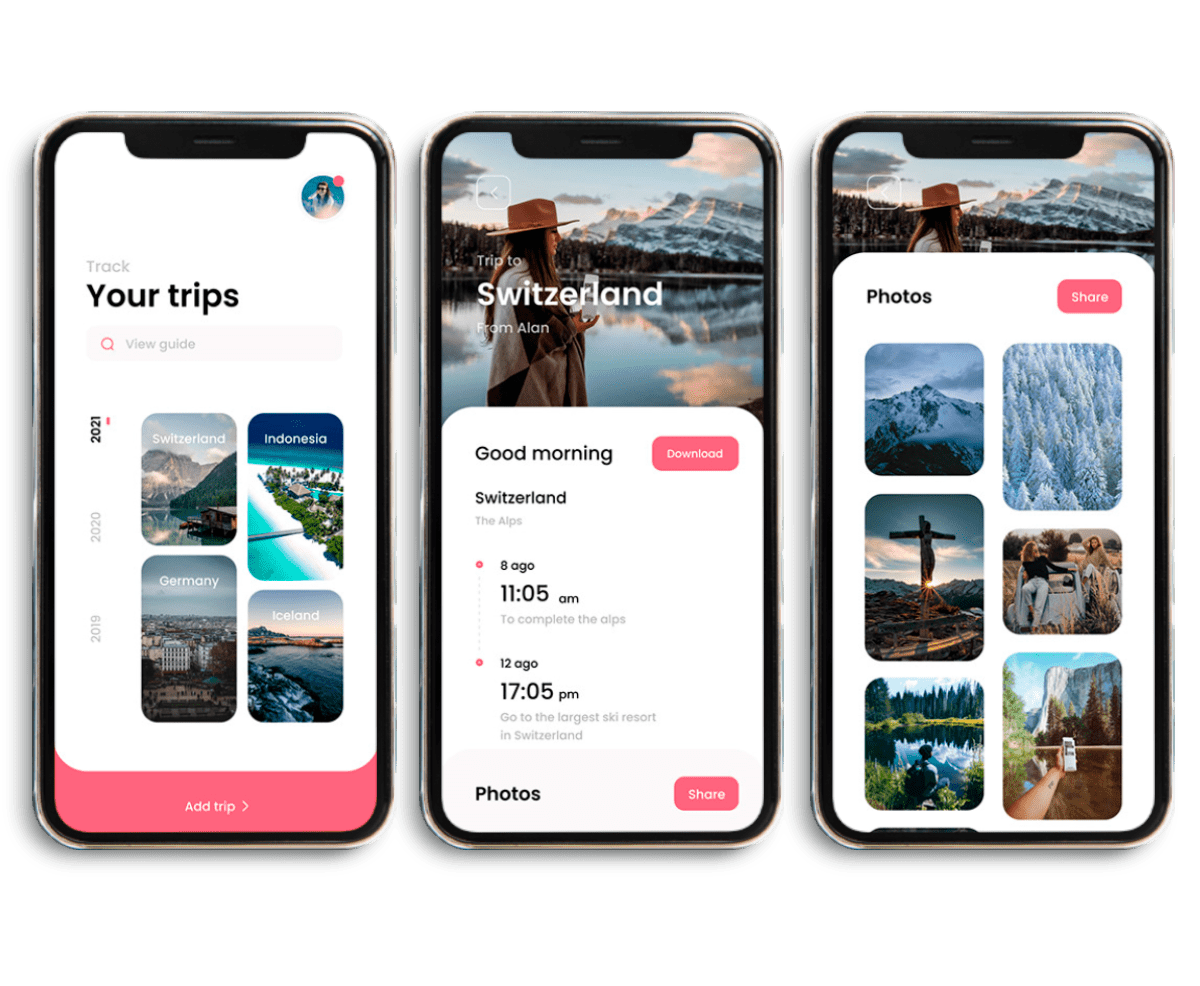 Track
Your trips
View guide
2021
2020
2019
Switzerland
Indonesia
Germany
Iceland
Add trip
Trip to
Switzerland
From Alan
Good morning
Download
Switzerland
The Alps
8 ago
11:05 am
To complete the alps
12 ago
17:05 pm
Go to the largest ski resort
in Switzerland
Photos
Share
Photos
Share